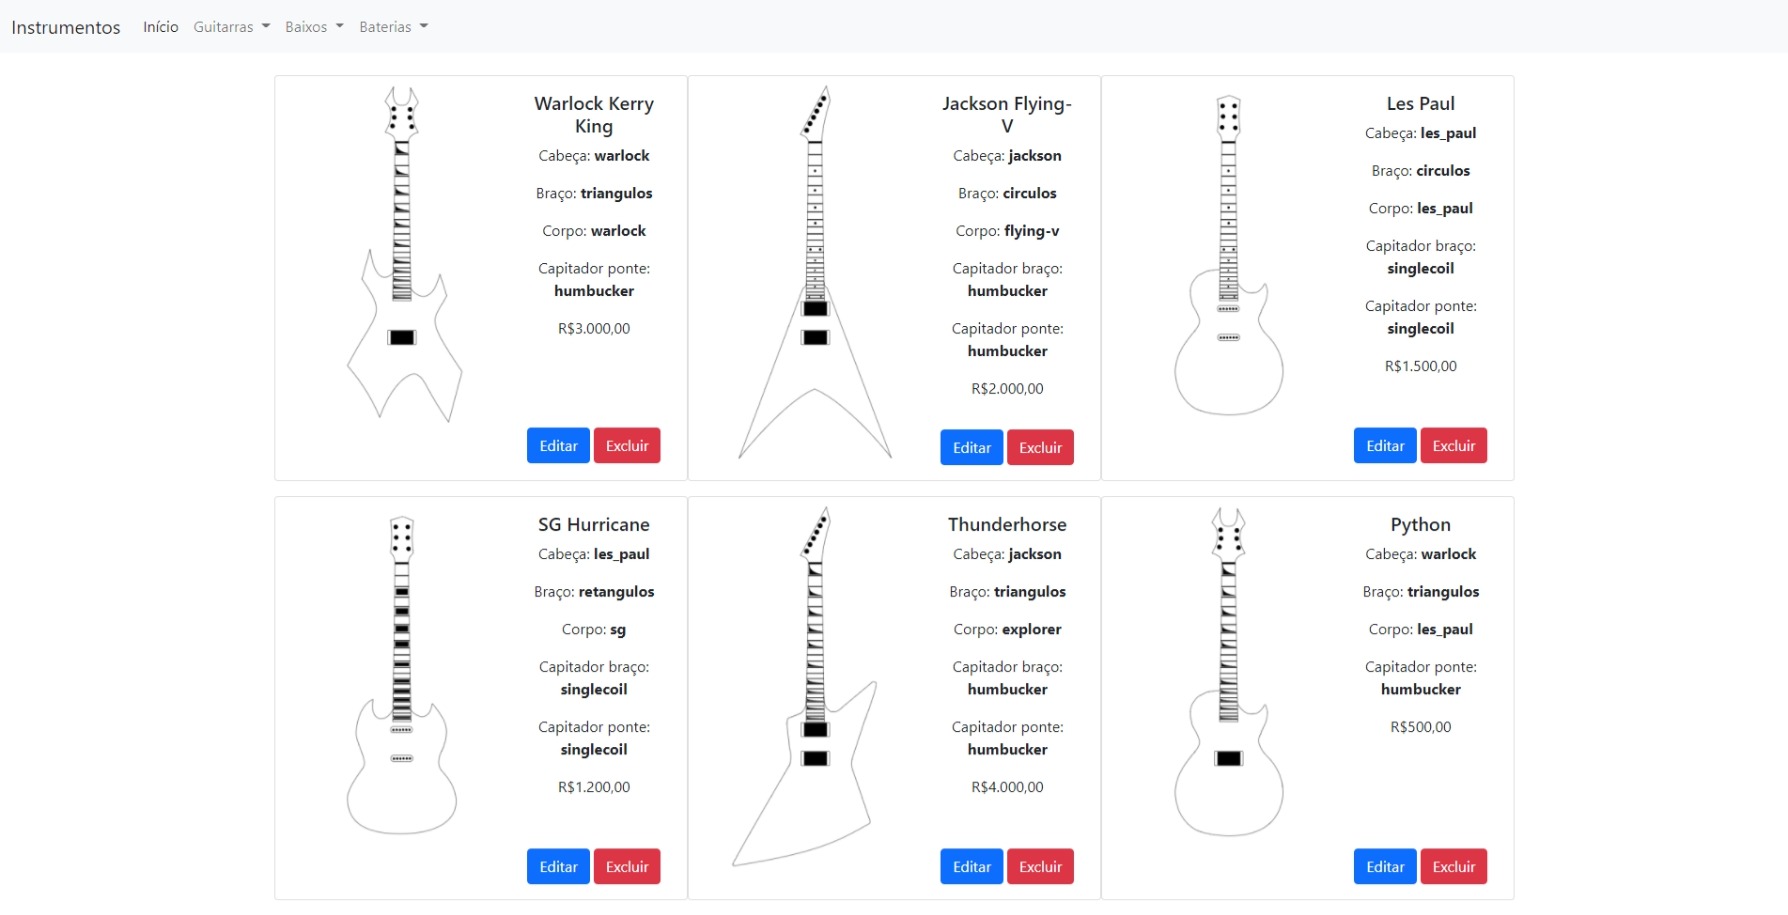 Instrumentos Início Guitarras Baixos Baterias
Warlock Kerry
King
Cabeça: warlock
Braço: triangulos
Corpo: warlock
Capitador ponte:
humbucker
R$3.000,00
Editar Excluir
Jackson Flying-
V
Cabeça: jackson
Braço: circulos
Corpo: flying-v
Capitador braço:
humbucker
Capitador ponte:
humbucker
R$2.000,00
Editar Excluir
Les Paul
Cabeça: les_paul
Braço: circulos
Corpo: les_paul
Capitador braço:
singlecoil
Capitador ponte:
singlecoil
R$1.500,00
Editar Excluir
SG Hurricane
Cabeça: les_paul
Braço: retangulos
Corpo: sg
Capitador braço:
singlecoil
Capitador ponte:
singlecoil
R$1.200,00
Editar Excluir
Thunderhorse
Cabeça: jackson
Braço: triangulos
Corpo: explorer
Capitador braço:
humbucker
Capitador ponte:
humbucker
R$4.000,00
Editar Excluir
Python
Cabeça: warlock
Braço: triangulos
Corpo: les_paul
Capitador ponte:
humbucker
R$500,00
Editar Excluir